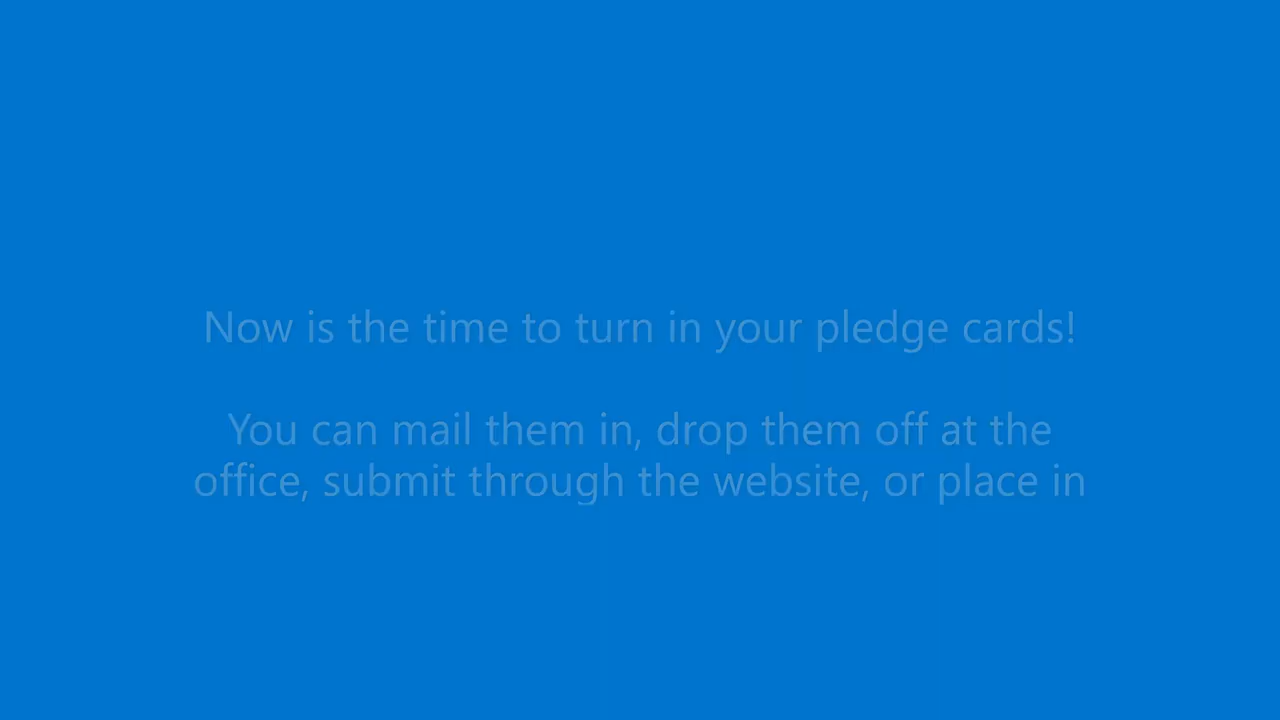 Now is the time to turn in your pledge cards!
You can mail them in, drop them off at the
office, submit through the website, or place in